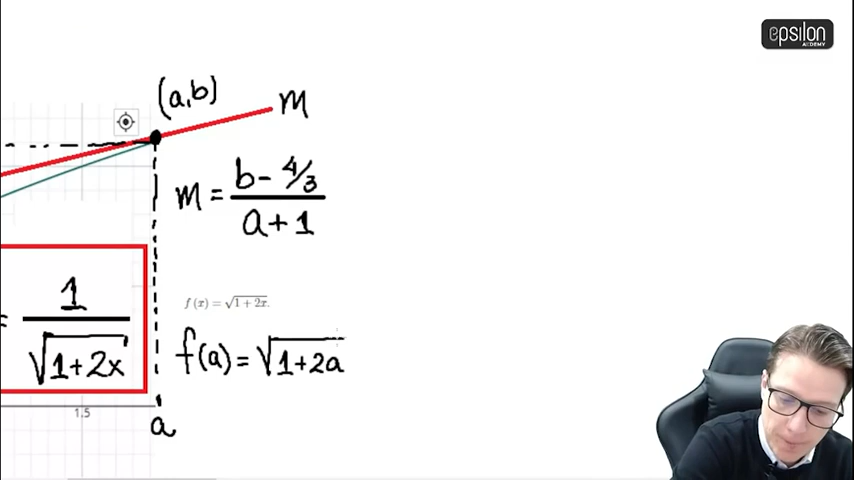 epsilon
ACADEMY
(a,b)
m
m = b - 4/3 / a + 1
f(x) = √1 + 2x.
= 1 / √1+2x
f(a) = √1+2a
1.5
a